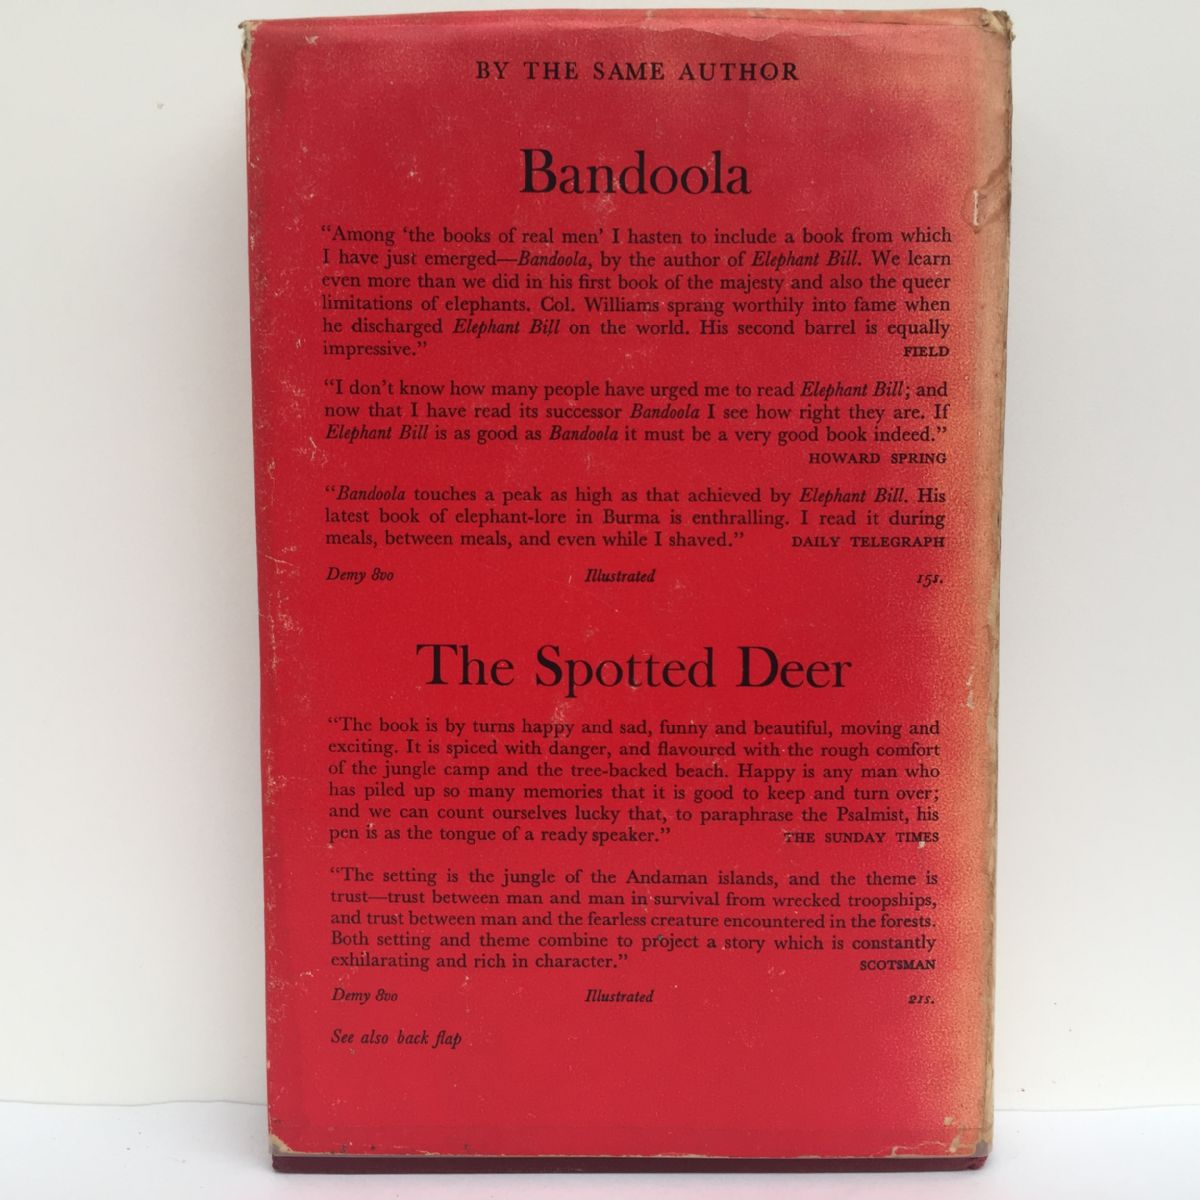 BY THE SAME AUTHOR
Bandoola
“Among ‘the books of real men’ I hasten to include a book from which
I have just emerged—Bandoola, by the author of Elephant Bill. We learn
even more than we did in his first book of the majesty and also the queer
limitations of elephants. Col. Williams sprang worthily into fame when
he discharged Elephant Bill on the world. His second barrel is equally
impressive.” FIELD
“I don’t know how many people have urged me to read Elephant Bill; and
now that I have read its successor Bandoola I see how right they are. If
Elephant Bill is as good as Bandoola it must be a very good book indeed.”
HOWARD SPRING
“Bandoola touches a peak as high as that achieved by Elephant Bill. His
latest book of elephant-lore in Burma is enthralling. I read it during
meals, between meals, and even while I shaved.” DAILY TELEGRAPH
Demy 8vo Illustrated 15s.
The Spotted Deer
“The book is by turns happy and sad, funny and beautiful, moving and
exciting. It is spiced with danger, and flavoured with the rough comfort
of the jungle camp and the tree-backed beach. Happy is any man who
has piled up so many memories that it is good to keep and turn over;
and we can count ourselves lucky that, to paraphrase the Psalmist, his
pen is as the tongue of a ready speaker.” THE SUNDAY TIMES
“The setting is the jungle of the Andaman islands, and the theme is
trust—trust between man and man in survival from wrecked troopships,
and trust between man and the fearless creature encountered in the forests.
Both setting and theme combine to project a story which is constantly
exhilarating and rich in character.” SCOTSMAN
Demy 8vo Illustrated 21s.
See also back flap